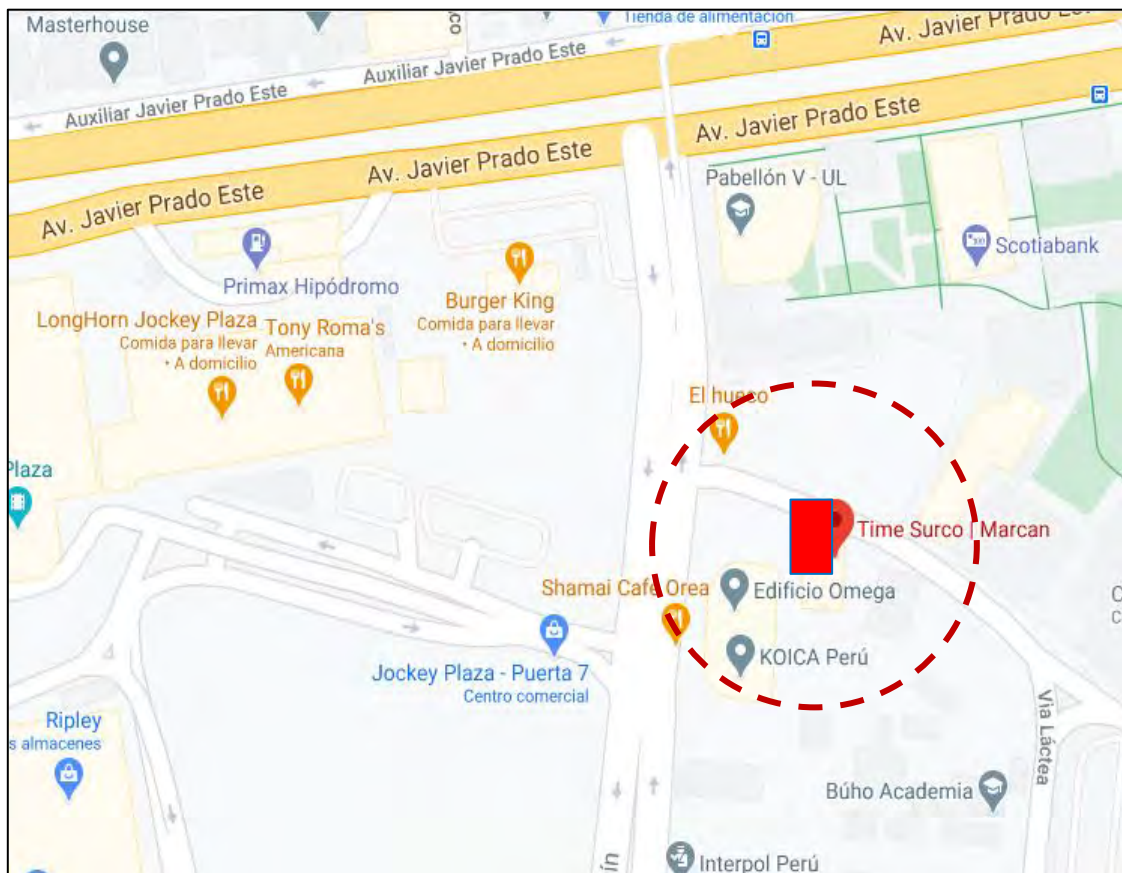 Masterhouse
co
Tienda de alimentación
Av. Javier Prado Este
Auxiliar Javier Prado Este
Auxiliar Javier Prado Este
Av. Javier Prado Este
Av. Javier Prado Este
Av. Javier Prado Este
Pabellón V - UL
Scotiabank
Primax Hipódromo
Burger King
Comida para llevar
• A domicilio
LongHorn Jockey Plaza
Comida para llevar
• A domicilio
Tony Roma's
Americana
El hueco
Plaza
Time Surco | Marcan
Shamai Café Orea
Edificio Omega
KOICA Perú
Jockey Plaza - Puerta 7
Centro comercial
Ripley
s almacenes
Vía Láctea
Búho Academia
Interpol Perú
ín